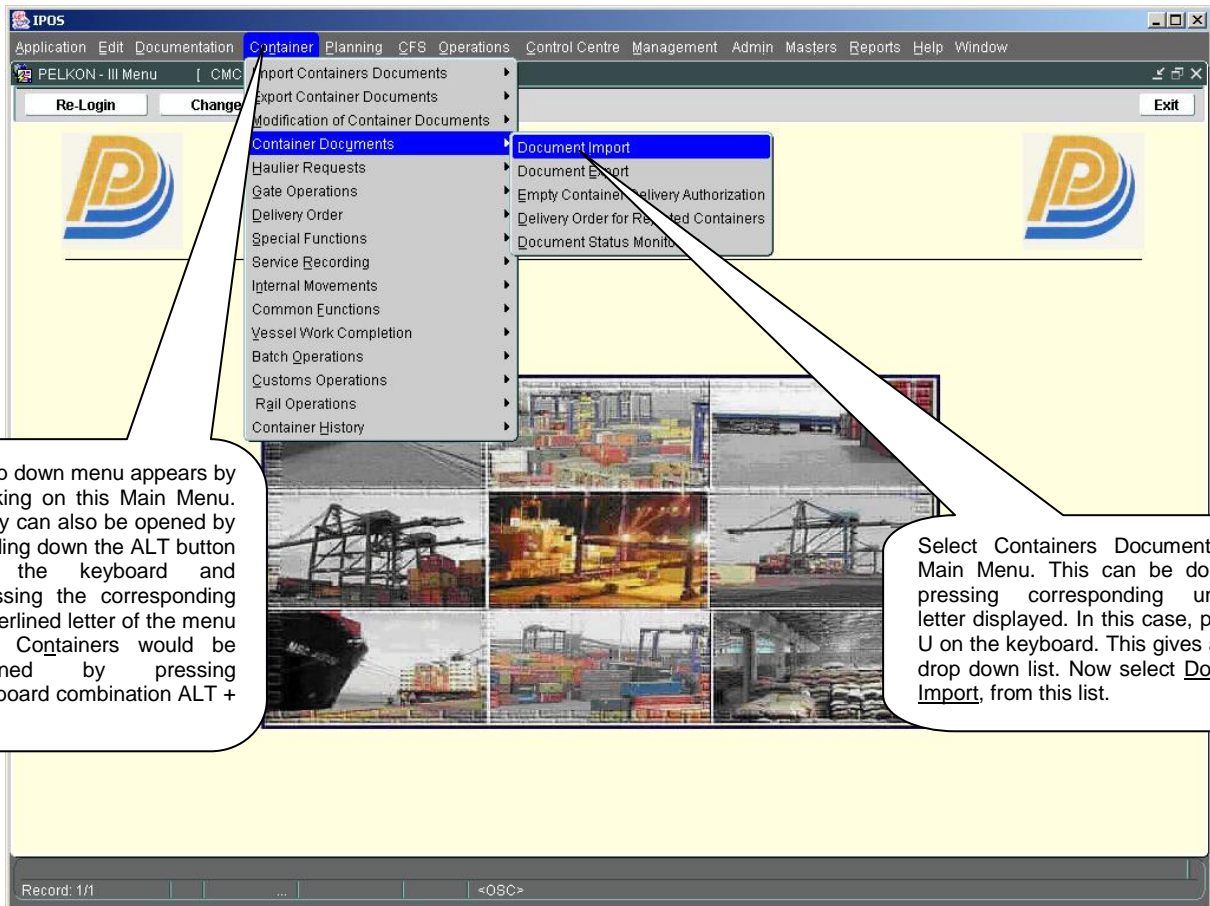 IPOS
Application Edit Documentation Container Planning CFS Operations Control Centre Management Admin Masters Reports Help Window
PELKON - III Menu [ CMC
Re-Login Change Exit
Import Containers Documents
Export Container Documents
Modification of Container Documents
Container Documents
Haulier Requests
Gate Operations
Delivery Order
Special Functions
Service Recording
Internal Movements
Common Functions
Vessel Work Completion
Batch Operations
Customs Operations
Rail Operations
Container History
Document Import
Document Export
Empty Container Delivery Authorization
Delivery Order for Containers
Document Status
down menu appears by
on this Main Menu.
can also be opened by
down the ALT button
the keyboard and
the corresponding
letter of the menu
Containers would be
by pressing
combination ALT +
Select Containers Document
Main Menu. This can be
pressing corresponding
letter displayed. In this case,
U on the keyboard. This gives
drop down list. Now select
Import, from this list.
Record: 1/1 ... <OSC>